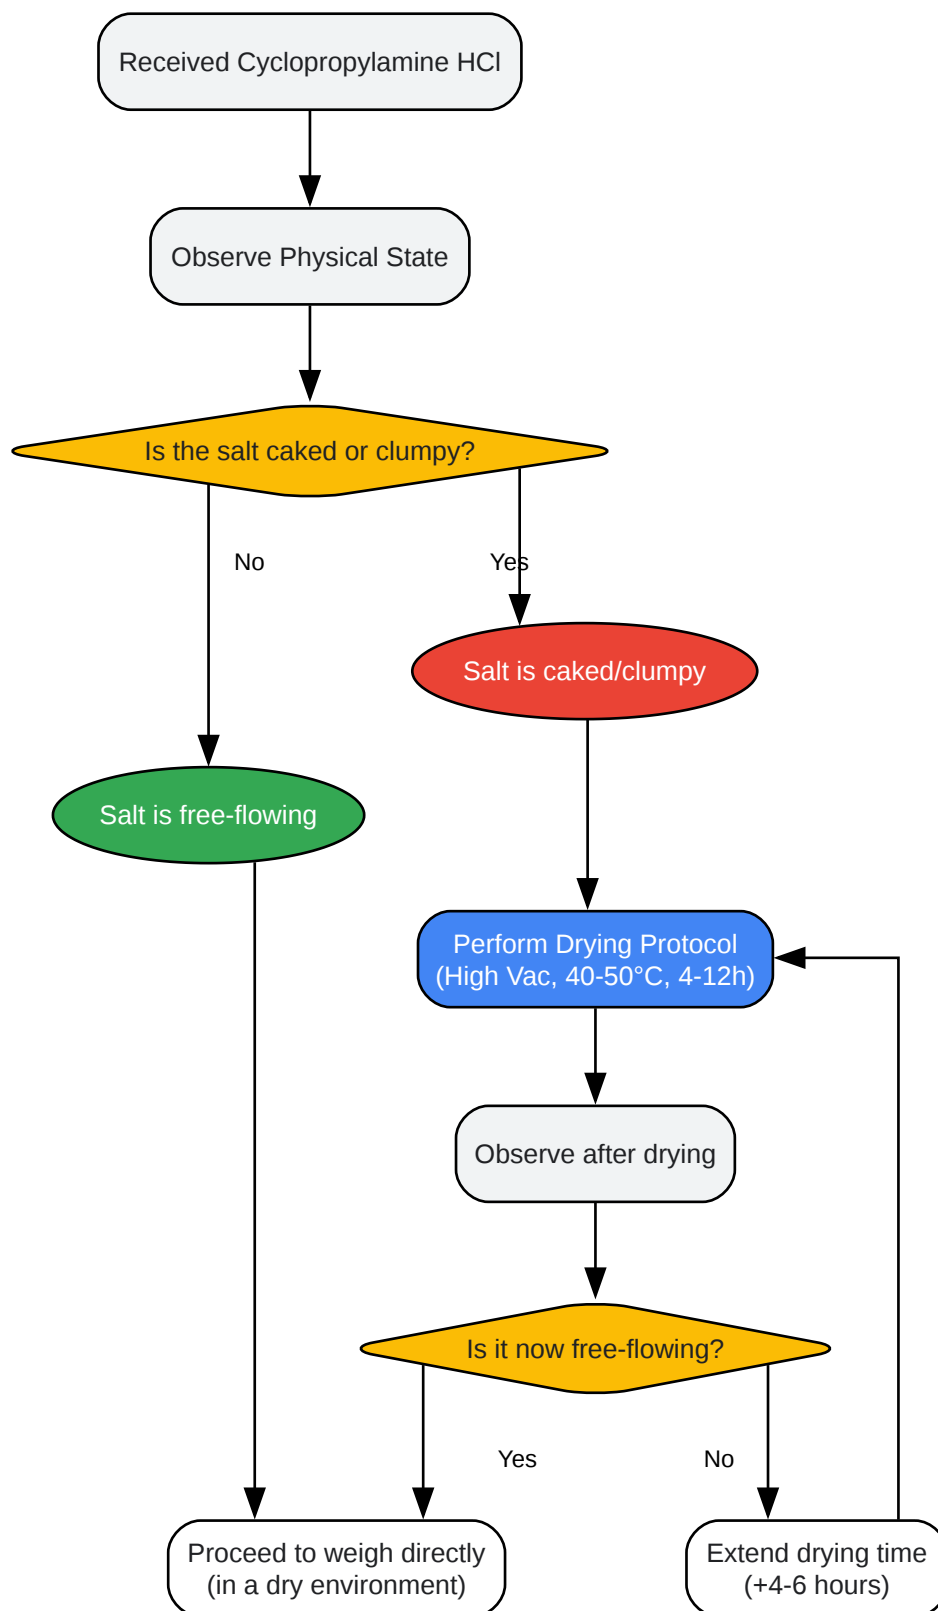 Received Cyclopropylamine HCl
Observe Physical State
Is the salt caked or clumpy?
No
Yes
Salt is caked/clumpy
Salt is free-flowing
Perform Drying Protocol
(High Vac, 40-50°C, 4-12h)
Observe after drying
Is it now free-flowing?
Yes
No
Proceed to weigh directly
(in a dry environment)
Extend drying time
(+4-6 hours)